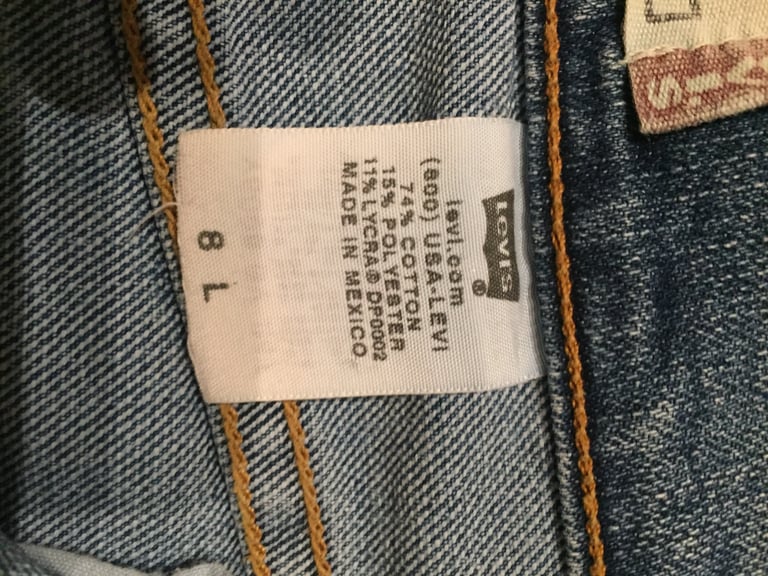 LEVI'S®
levi.com
(800) USA-LEVI
74% COTTON
15% POLYESTER
11% LYCRA® DP0002
MADE IN MEXICO
8 L